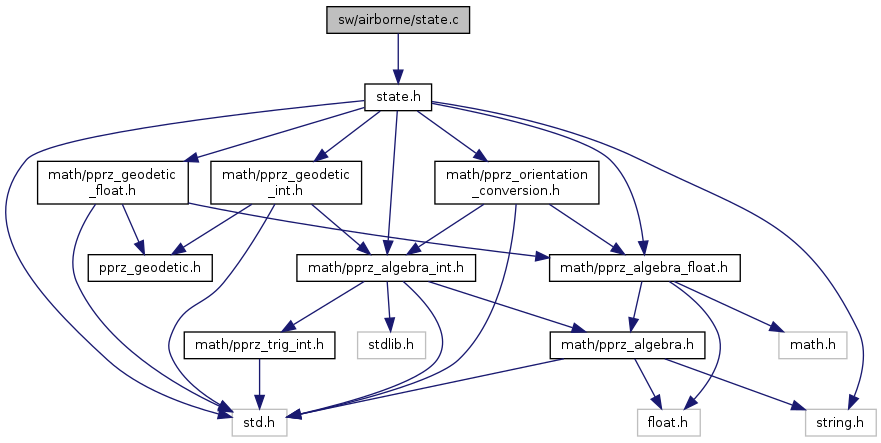 sw/airborne/state.c
state.h
math/pprz_geodetic
_float.h
math/pprz_geodetic
_int.h
math/pprz_orientation
_conversion.h
pprz_geodetic.h
math/pprz_algebra_int.h
math/pprz_algebra_float.h
math/pprz_trig_int.h
stdlib.h
math/pprz_algebra.h
math.h
std.h
float.h
string.h